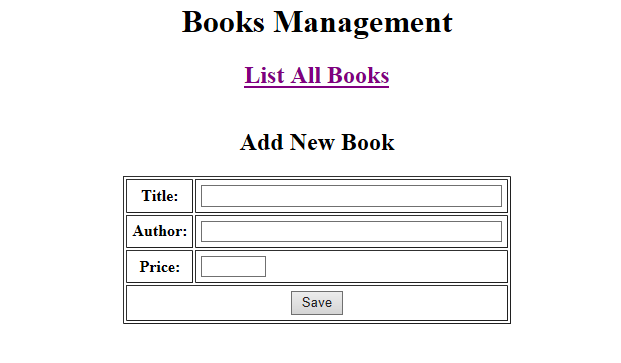 Books Management
List All Books
Add New Book
Title:
Author:
Price:
Save